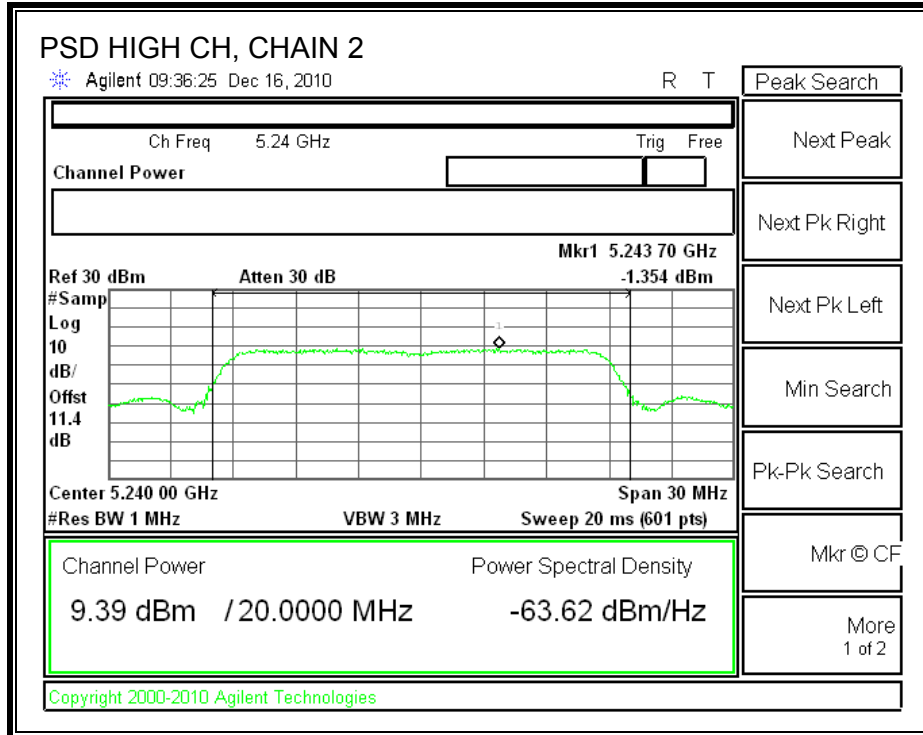 PSD HIGH CH, CHAIN 2
Agilent 09:36:25 Dec 16, 2010 R T
Peak Search
Ch Freq 5.24 GHz Trig Free
Channel Power
Next Peak
Next Pk Right
Mkr1 5.243 70 GHz
Ref 30 dBm Atten 30 dB -1.354 dBm
#Samp
Log
10
dB/
Offst
11.4
dB
1
Next Pk Left
Min Search
Pk-Pk Search
Center 5.240 00 GHz Span 30 MHz
#Res BW 1 MHz VBW 3 MHz Sweep 20 ms (601 pts)
Channel Power Power Spectral Density
9.39 dBm / 20.0000 MHz -63.62 dBm/Hz
Mkr © CF
More
1 of 2
Copyright 2000-2010 Agilent Technologies